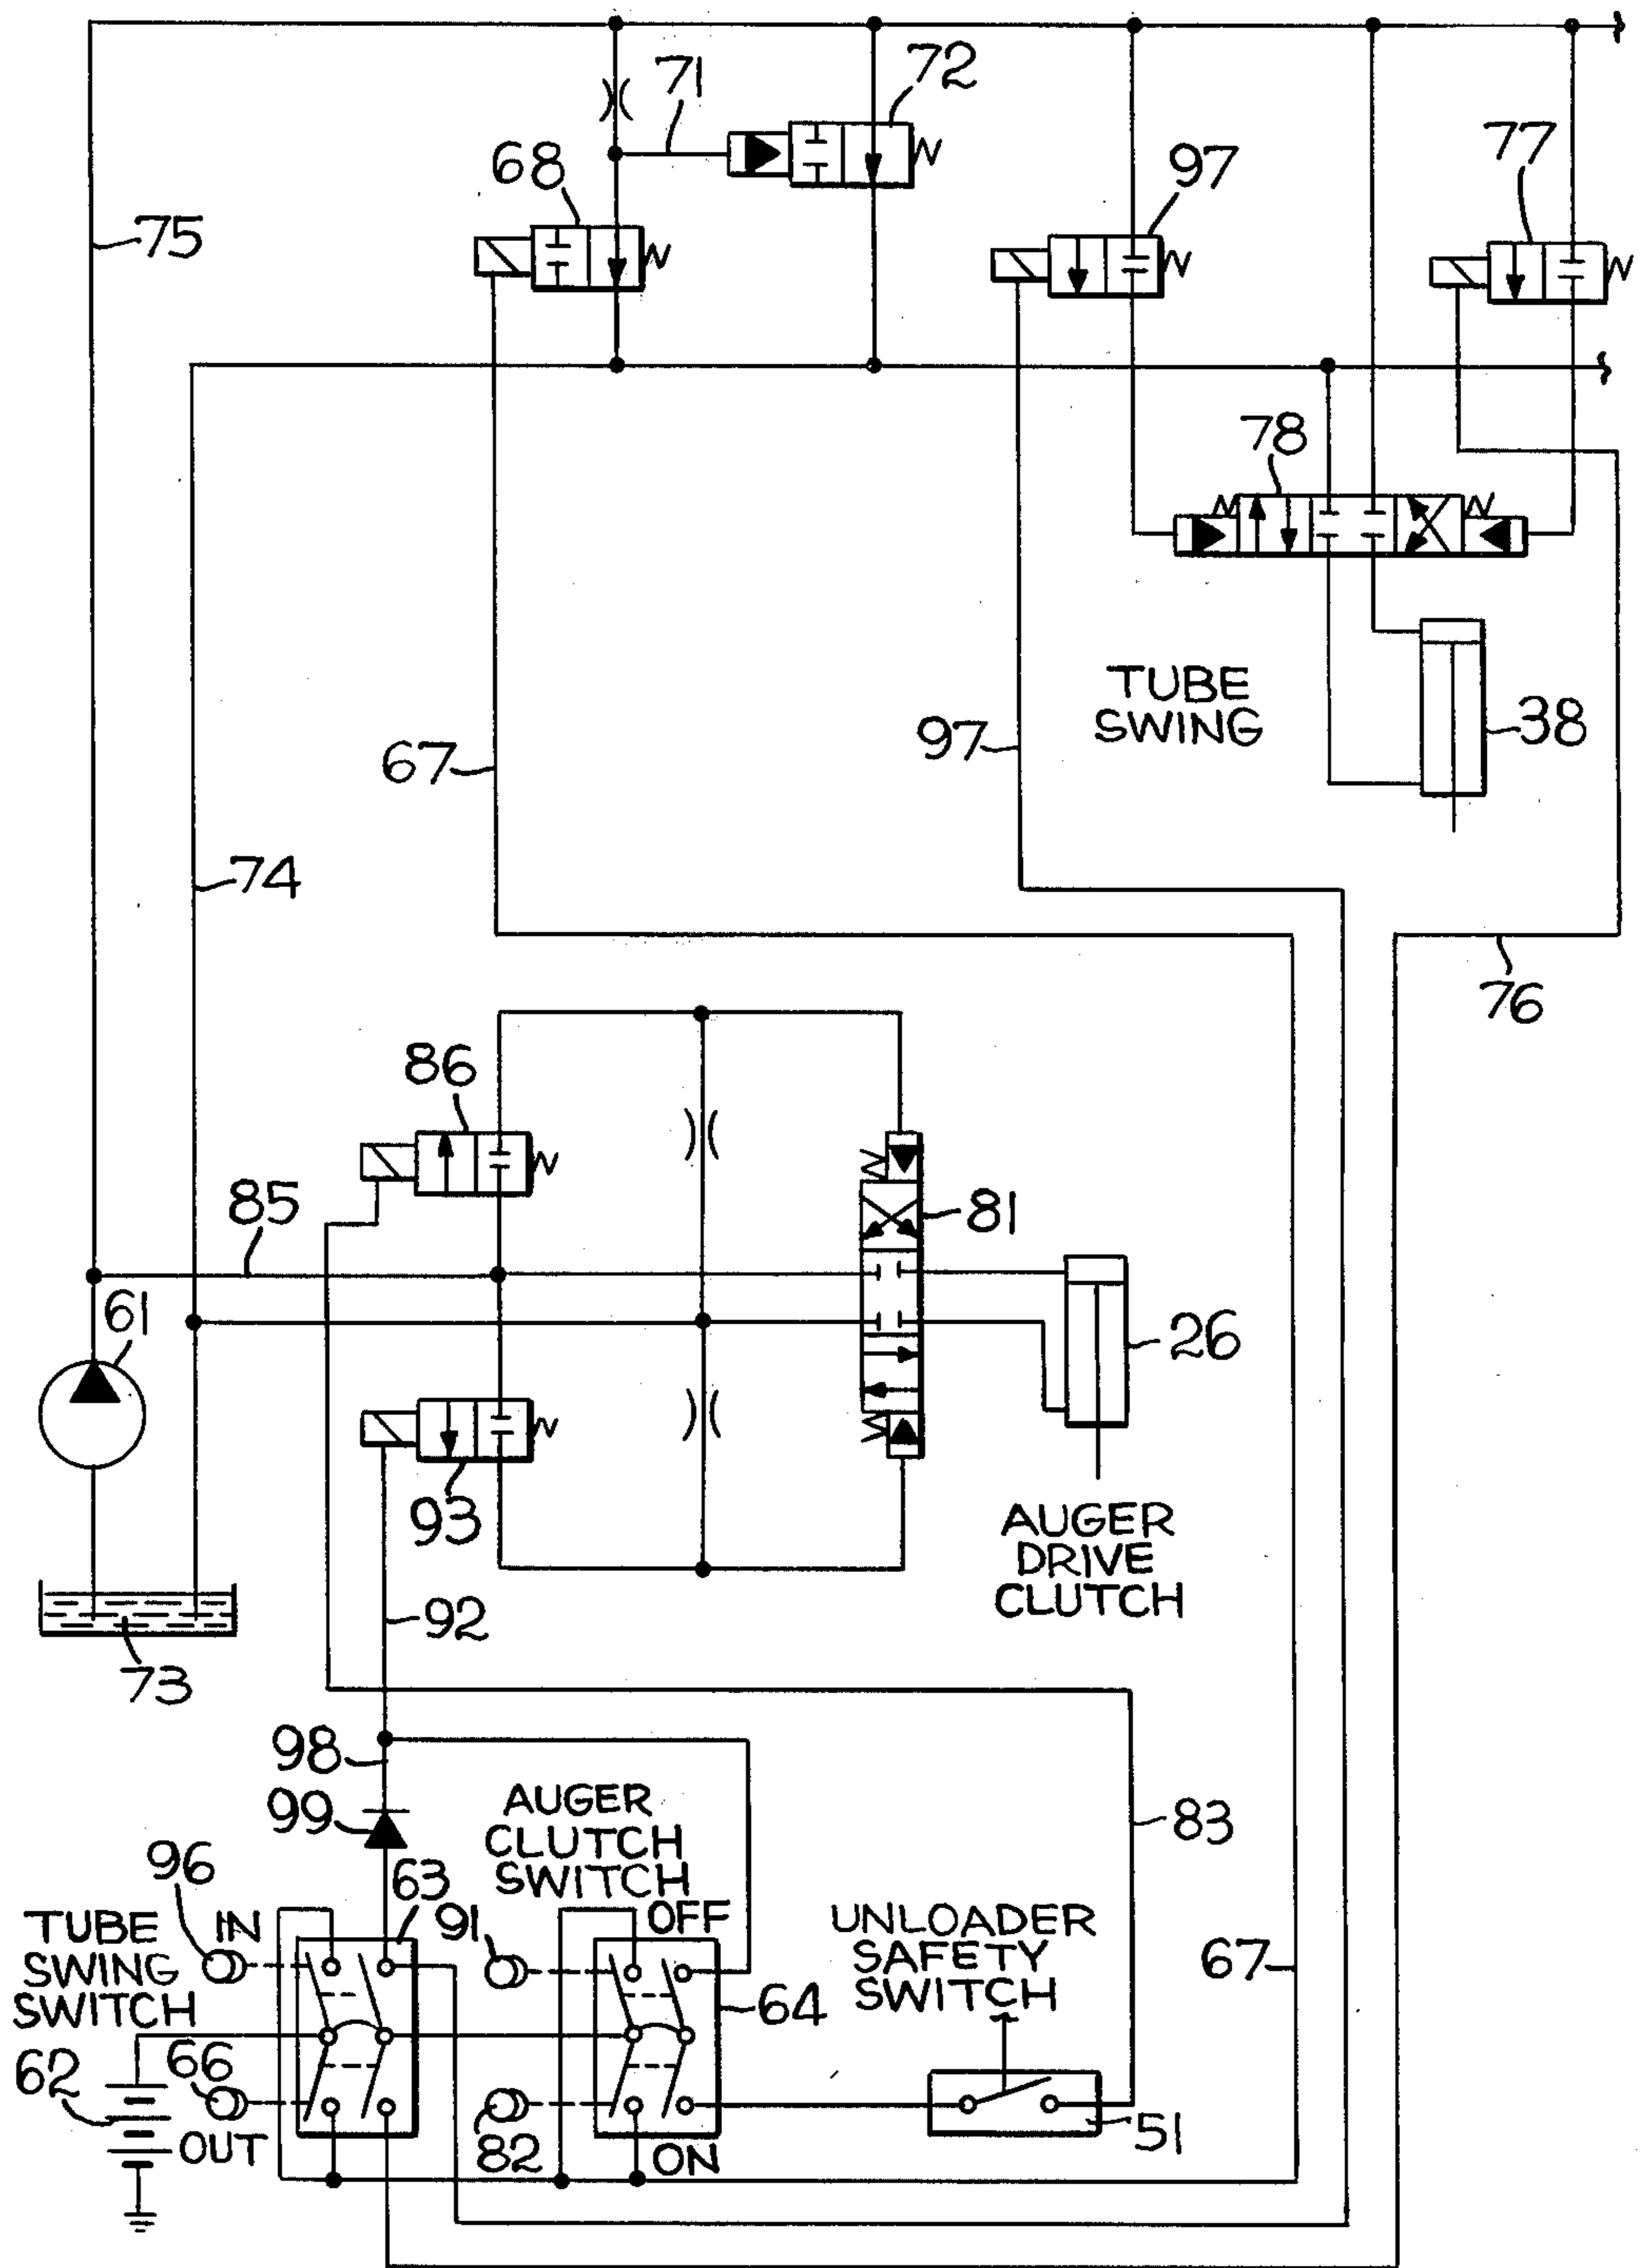 71
72
68
97
77
75
78
TUBE
SWING
38
97
67
74
76
86
85
81
61
26
93
AUGER
DRIVE
CLUTCH
92
73
98
AUGER
CLUTCH
SWITCH
99
83
96
63
91
OFF
IN
TUBE
SWING
SWITCH
UNLOADER
SAFETY
SWITCH
67
64
62
66
OUT
82
ON
51